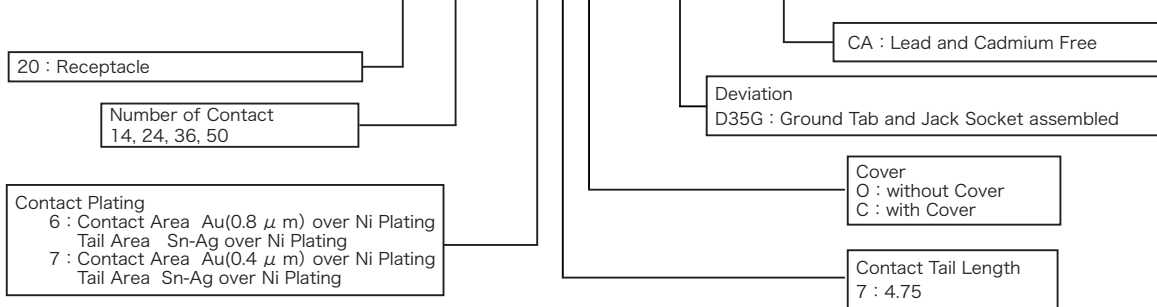 20：Receptacle
Number of Contact
14, 24, 36, 50
Contact Plating
6：Contact Area Au(0.8 μ m) over Ni Plating
Tail Area Sn-Ag over Ni Plating
7：Contact Area Au(0.4 μ m) over Ni Plating
Tail Area Sn-Ag over Ni Plating
CA：Lead and Cadmium Free
Deviation
D35G：Ground Tab and Jack Socket assembled
Cover
O：without Cover
C：with Cover
Contact Tail Length
7：4.75